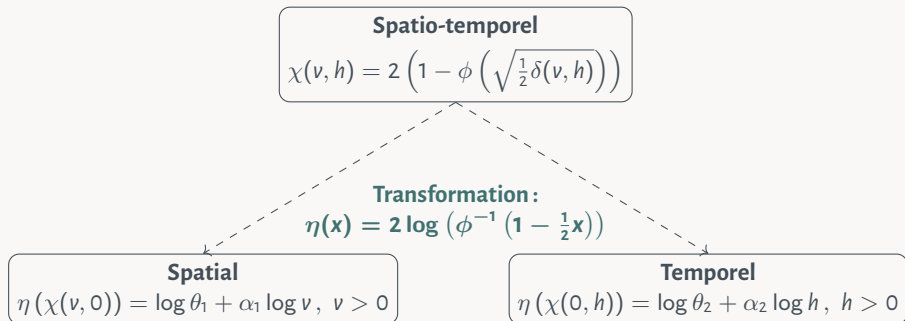 Spatio-temporel
χ(v, h) = 2 (1 − ϕ (√(½δ(v, h))))
Transformation :
η(x) = 2 log (ϕ⁻¹ (1 − ½x))
Spatial
η (χ(v, 0)) = log θ₁ + α₁ log v , v > 0
Temporel
η (χ(0, h)) = log θ₂ + α₂ log h , h > 0